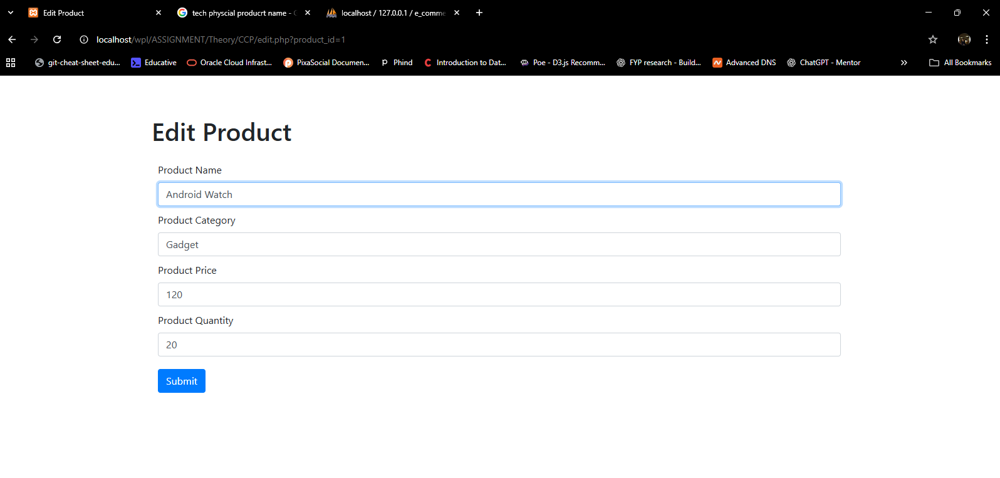 Edit Product
tech physcial producrt name -
localhost / 127.0.0.1 / e_comme
localhost/wpl/ASSIGNMENT/Theory/CCP/edit.php?product_id=1
git-cheat-sheet-edu... Educative Oracle Cloud Infrast... PixaSocial Documen... Phind Introduction to Dat... Poe - D3.js Recomm... FYP research - Build... Advanced DNS ChatGPT - Mentor All Bookmarks
Edit Product
Product Name
Android Watch
Product Category
Gadget
Product Price
120
Product Quantity
20
Submit